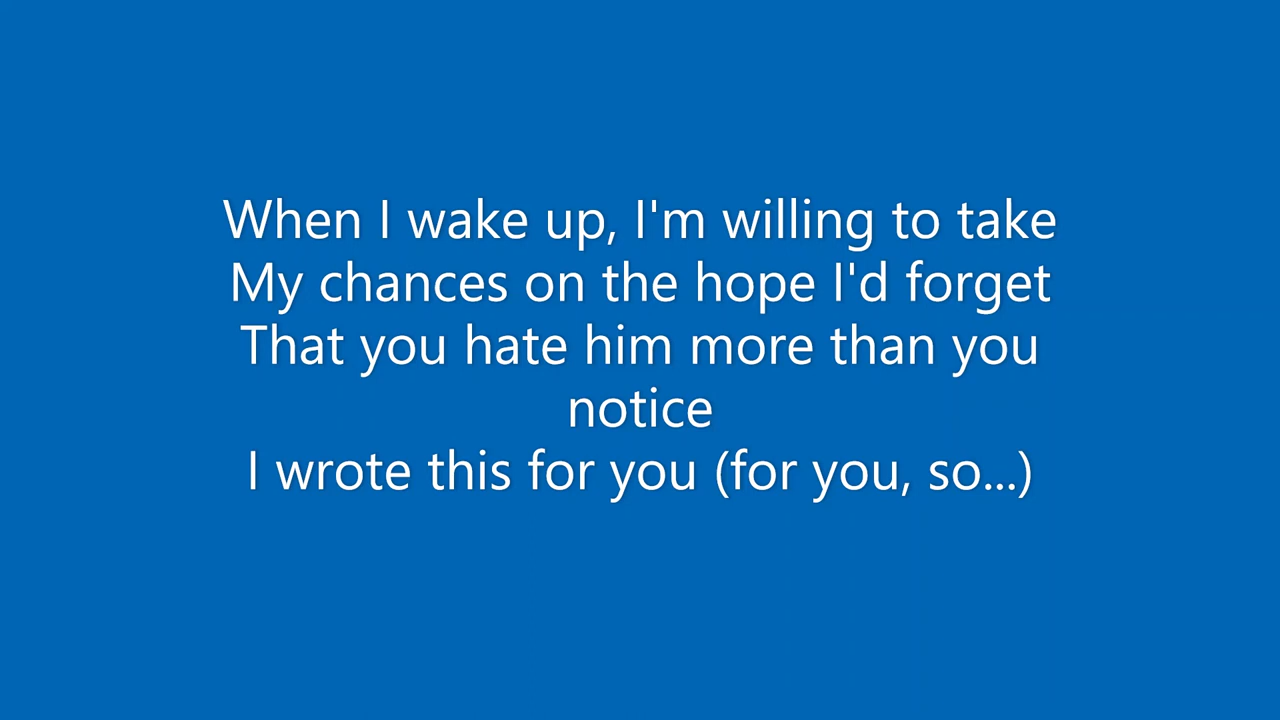 When I wake up, I'm willing to take
My chances on the hope I'd forget
That you hate him more than you
notice
I wrote this for you (for you, so...)